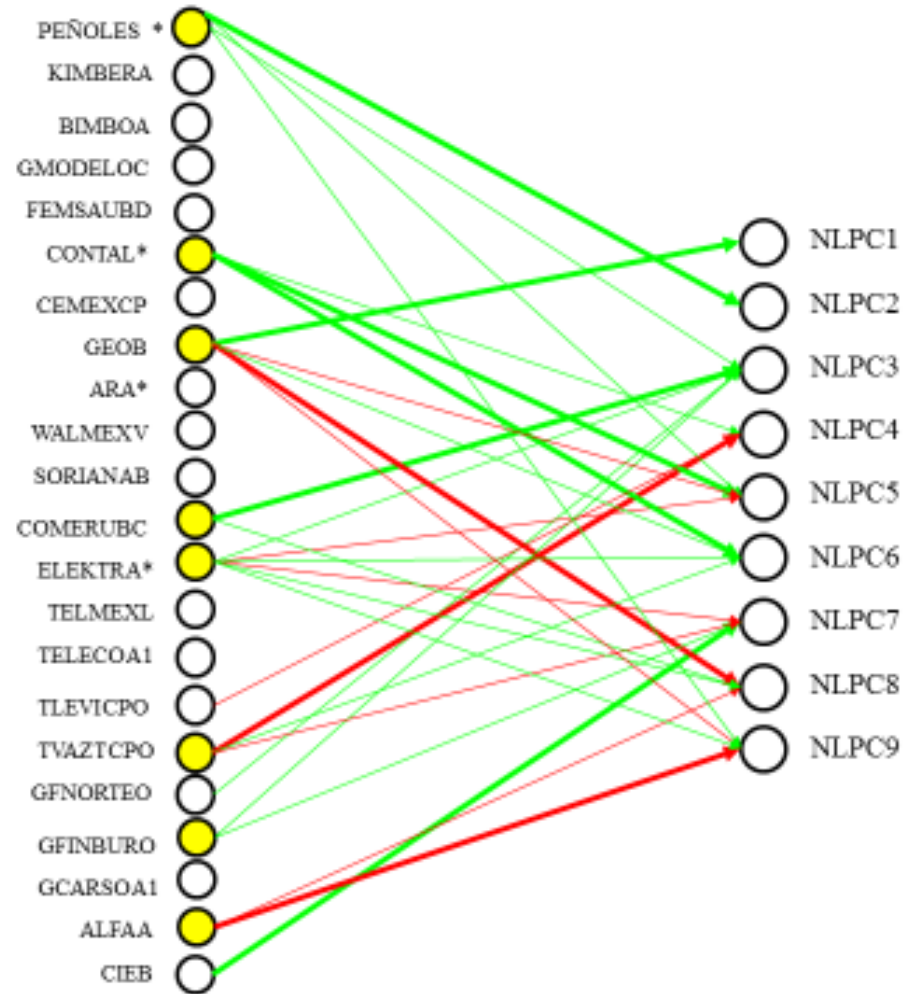 PEÑOLES *
KIMBERA
BIMBOA
GMODELOC
FEMSAUBD
CONTAL*
CEMEXCP
GEOB
ARA*
WALMEXV
SORIANAB
COMERUBC
ELEKTRA*
TELMEXL
TELECOA1
TLEVICPO
TVAZTCPO
GFNORTEO
GFINBURO
GCARSOA1
ALFAA
CIEB
NLPC1
NLPC2
NLPC3
NLPC4
NLPC5
NLPC6
NLPC7
NLPC8
NLPC9